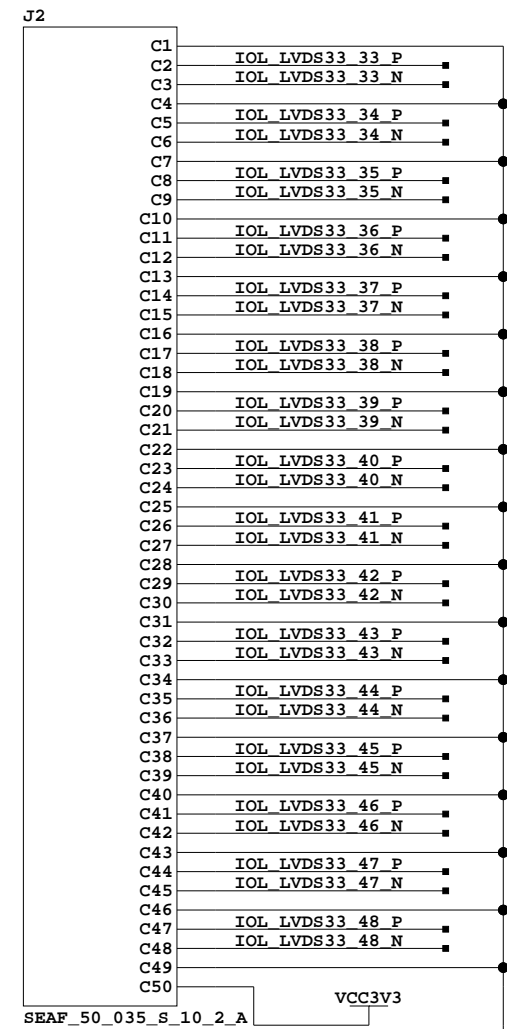 J2
C1
C2 IOL_LVDS33_33_P
C3 IOL_LVDS33_33_N
C4
C5 IOL_LVDS33_34_P
C6 IOL_LVDS33_34_N
C7
C8 IOL_LVDS33_35_P
C9 IOL_LVDS33_35_N
C10
C11 IOL_LVDS33_36_P
C12 IOL_LVDS33_36_N
C13
C14 IOL_LVDS33_37_P
C15 IOL_LVDS33_37_N
C16
C17 IOL_LVDS33_38_P
C18 IOL_LVDS33_38_N
C19
C20 IOL_LVDS33_39_P
C21 IOL_LVDS33_39_N
C22
C23 IOL_LVDS33_40_P
C24 IOL_LVDS33_40_N
C25
C26 IOL_LVDS33_41_P
C27 IOL_LVDS33_41_N
C28
C29 IOL_LVDS33_42_P
C30 IOL_LVDS33_42_N
C31
C32 IOL_LVDS33_43_P
C33 IOL_LVDS33_43_N
C34
C35 IOL_LVDS33_44_P
C36 IOL_LVDS33_44_N
C37
C38 IOL_LVDS33_45_P
C39 IOL_LVDS33_45_N
C40
C41 IOL_LVDS33_46_P
C42 IOL_LVDS33_46_N
C43
C44 IOL_LVDS33_47_P
C45 IOL_LVDS33_47_N
C46
C47 IOL_LVDS33_48_P
C48 IOL_LVDS33_48_N
C49
C50
VCC3V3
SEAF_50_035_S_10_2_A